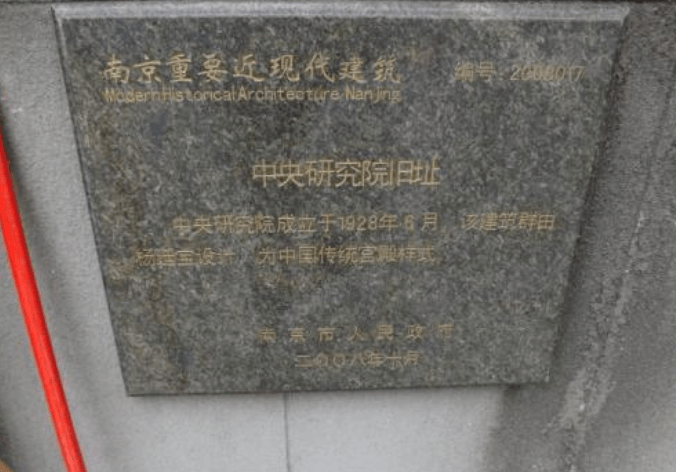 南京重要近现代建筑 编号:2008017
Modern Historical Architecture Nanjing
中央研究院旧址
中央研究院成立于1928年6月，该建筑群由
杨廷宝设计，为中国传统宫殿样式。
南京市人民政府
二〇〇八年十月